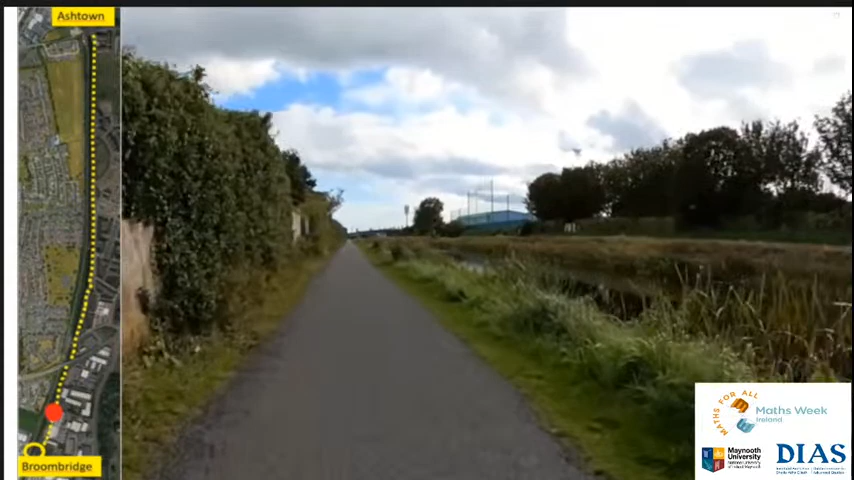 Ashtown
Broombridge
MATHS FOR ALL
Maths Week
Ireland
Maynooth
University
DIAS